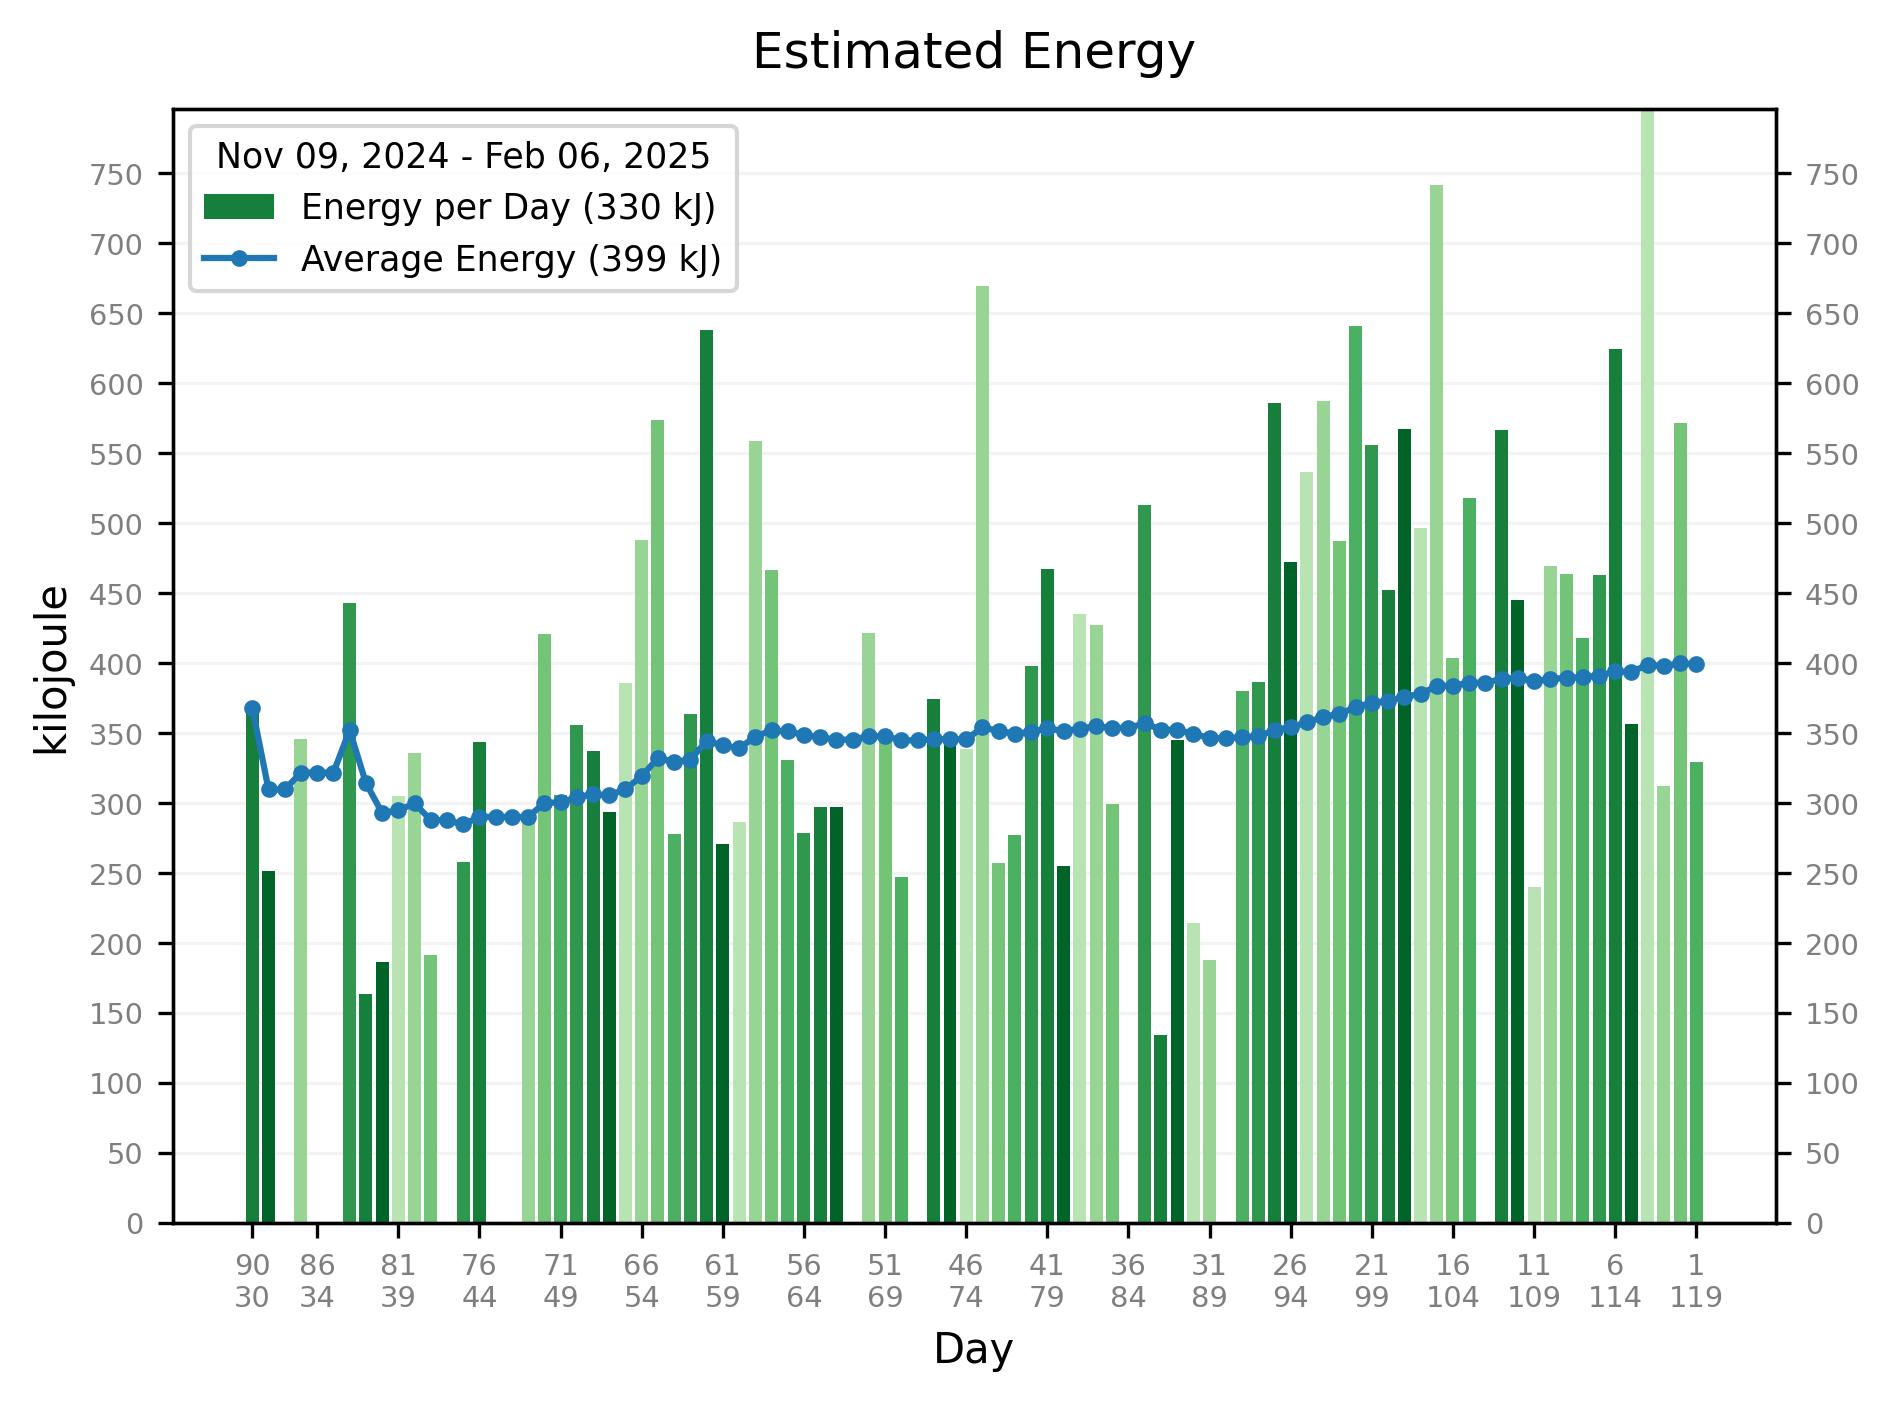 Estimated Energy
Nov 09, 2024 - Feb 06, 2025
Energy per Day (330 kJ)
Average Energy (399 kJ)
750 750
700 700
650 650
600 600
550 550
500 500
450 450
400 400
350 350
300 300
250 250
200 200
150 150
100 100
50 50
0 0
kilojoule
90 86 81 76 71 66 61 56 51 46 41 36 31 26 21 16 11 6 1
30 34 39 44 49 54 59 64 69 74 79 84 89 94 99 104 109 114 119
Day